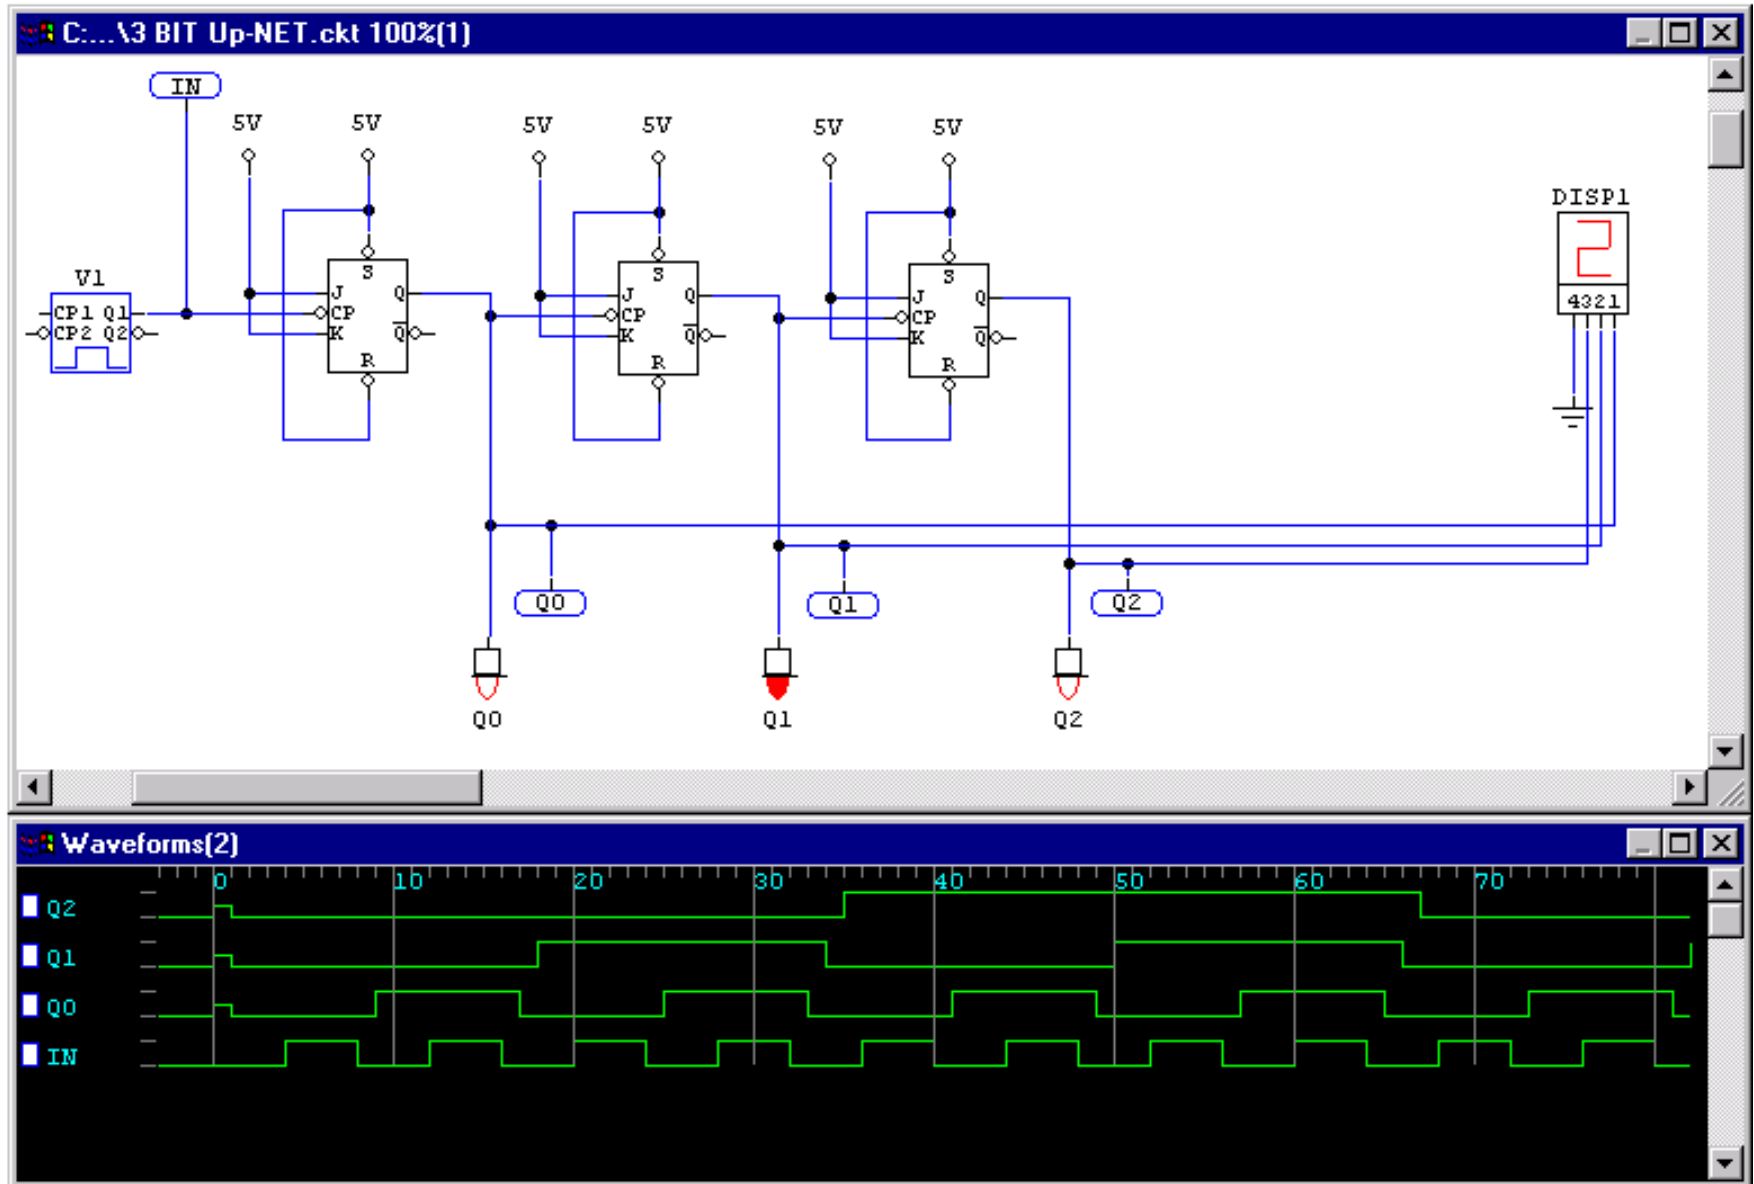 C:...\3 BIT Up-NET.ckt 100%(1)
IN
5V 5V 5V 5V 5V 5V
DISP1
2
4321
V1
CP1 Q1
CP2 Q2
S
J Q
CP
K Q
R
S
J Q
CP
K Q
R
S
J Q
CP
K Q
R
Q0 Q1 Q2
Q0 Q1 Q2
Waveforms(2)
0 10 20 30 40 50 60 70
Q2
Q1
Q0
IN